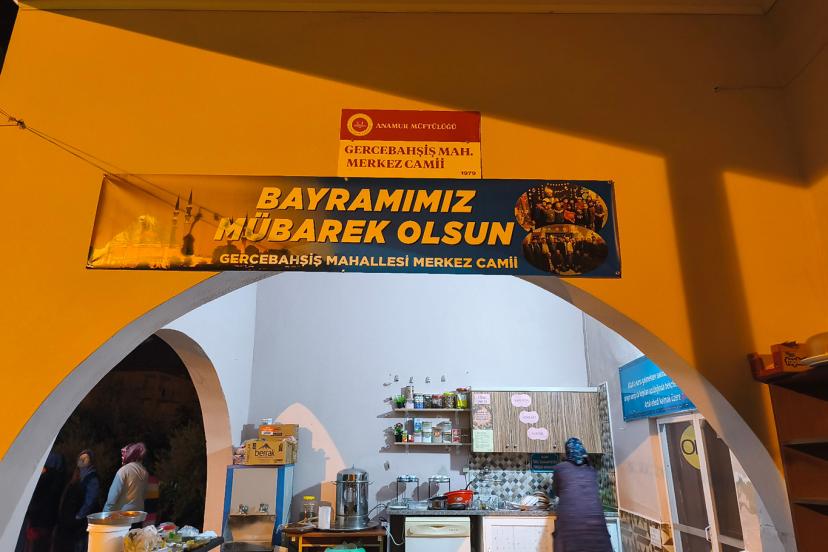 ANAMUR MÜFTÜLÜĞÜ
GERCEBAHŞİŞ MAH.
MERKEZ CAMİİ
1979
BAYRAMIMIZ
MÜBAREK OLSUN
GERCEBAHŞİŞ MAHALLESİ MERKEZ CAMİİ
berrak